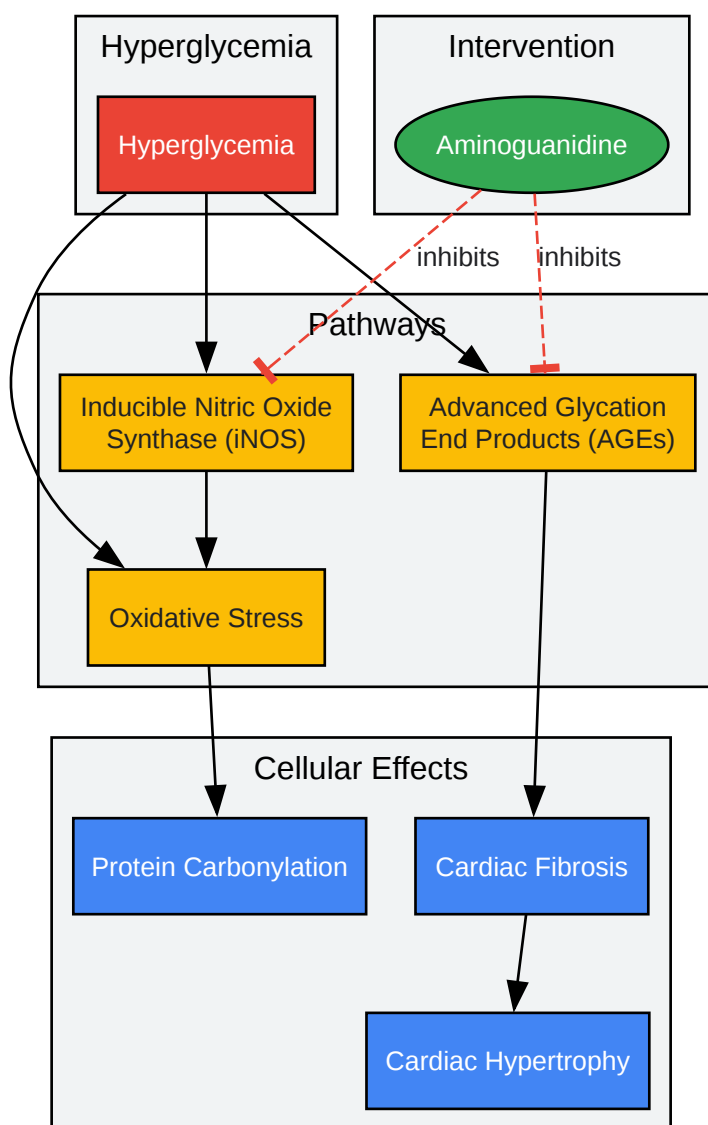 Hyperglycemia
Intervention
Hyperglycemia
Aminoguanidine
inhibits
inhibits
Pathways
Inducible Nitric Oxide
Synthase (iNOS)
Advanced Glycation
End Products (AGEs)
Oxidative Stress
Cellular Effects
Protein Carbonylation
Cardiac Fibrosis
Cardiac Hypertrophy